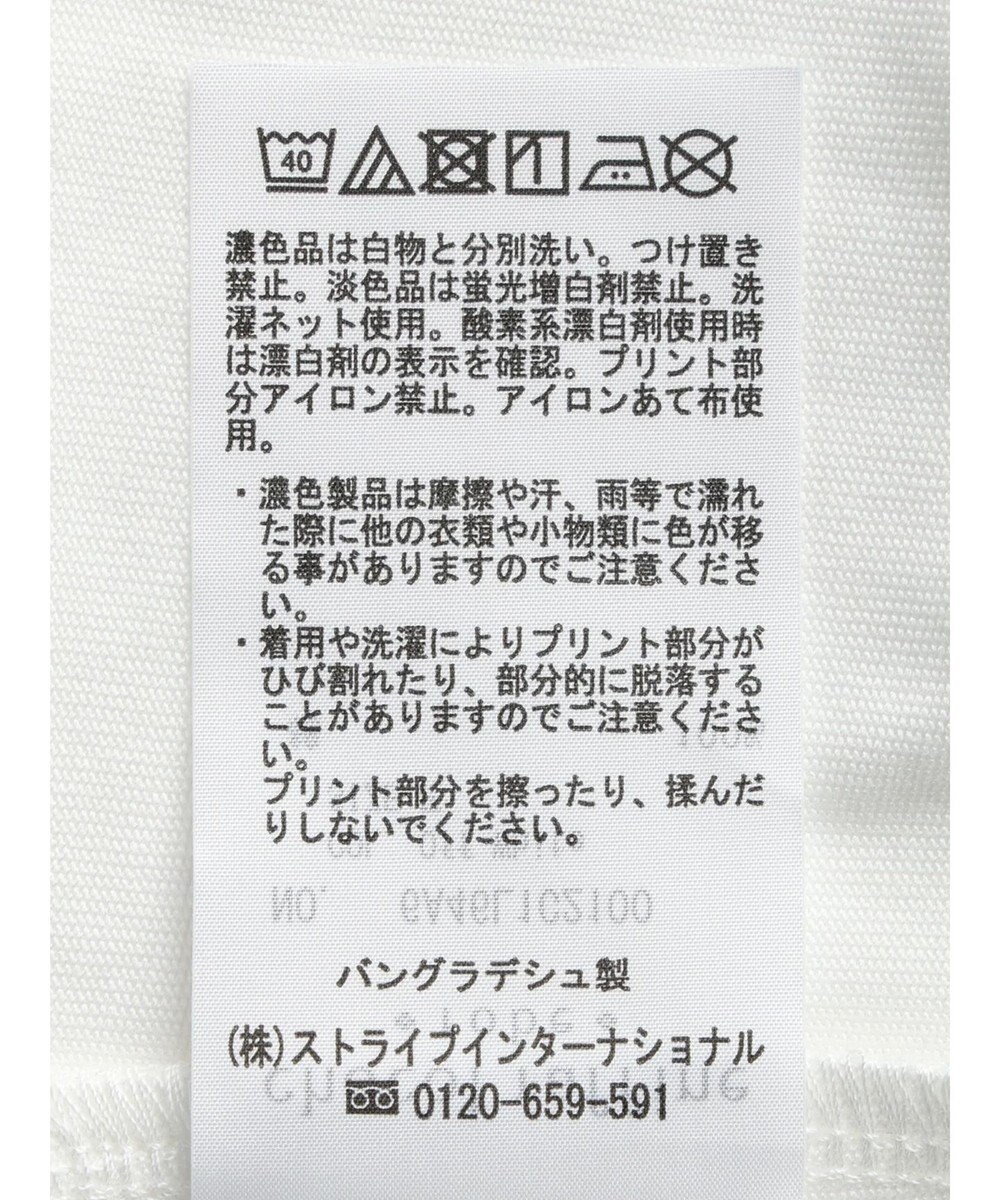 40
濃色品は白物と分別洗い。つけ置き
禁止。淡色品は蛍光増白剤禁止。洗
濯ネット使用。酸素系漂白剤使用時
は漂白剤の表示を確認。プリント部
分アイロン禁止。アイロンあて布使
用。
・濃色製品は摩擦や汗、雨等で濡れ
た際に他の衣類や小物類に色が移
る事がありますのでご注意くださ
い。
・着用や洗濯によりプリント部分が
ひび割れたり、部分的に脱落する
ことがありますのでご注意くださ
い。
プリント部分を擦ったり、揉んだ
りしないでください。
NO. 6A46L1G2100
バングラデシュ製
(株)ストライプインターナショナル
0120-659-591